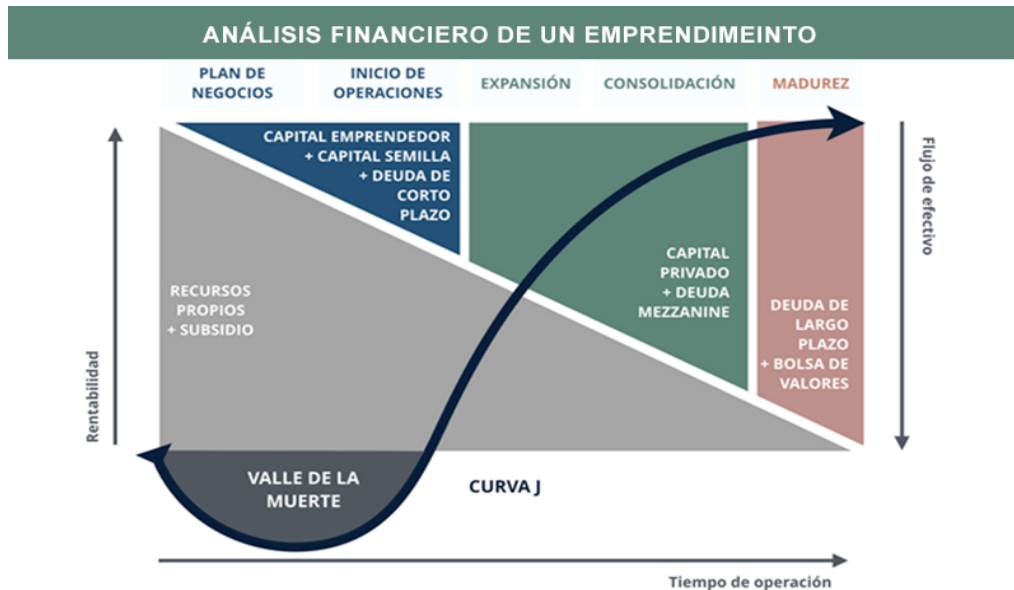 ANÁLISIS FINANCIERO DE UN EMPRENDIMEINTO
PLAN DE
NEGOCIOS
INICIO DE
OPERACIONES
EXPANSIÓN
CONSOLIDACIÓN
MADUREZ
CAPITAL EMPRENDEDOR
+ CAPITAL SEMILLA
+ DEUDA DE
CORTO
PLAZO
RECURSOS
PROPIOS
+ SUBSIDIO
CAPITAL
PRIVADO
+ DEUDA
MEZZANINE
DEUDA DE
LARGO
PLAZO
+ BOLSA DE
VALORES
Rentabilidad
Flujo de efectivo
VALLE DE LA
MUERTE
CURVA J
Tiempo de operación